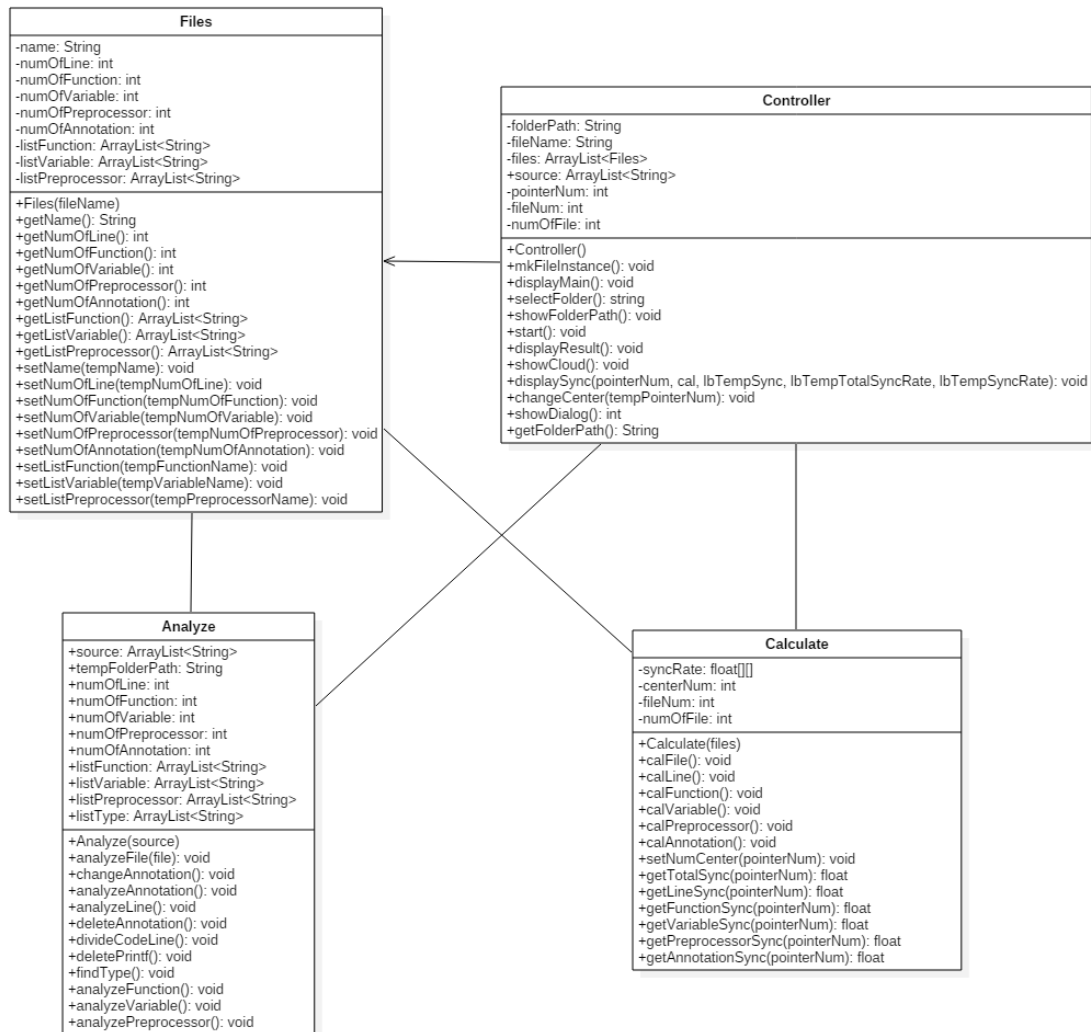 Files
-name: String
-numOfLine: int
-numOfFunction: int
-numOfVariable: int
-numOfPreprocessor: int
-numOfAnnotation: int
-listFunction: ArrayList<String>
-listVariable: ArrayList<String>
-listPreprocessor: ArrayList<String>
+Files(fileName)
+getName(): String
+getNumOfLine(): int
+getNumOfFunction(): int
+getNumOfVariable(): int
+getNumOfPreprocessor(): int
+getNumOfAnnotation(): int
+getListFunction(): ArrayList<String>
+getListVariable(): ArrayList<String>
+getListPreprocessor(): ArrayList<String>
+setName(tempName): void
+setNumOfLine(tempNumOfLine): void
+setNumOfFunction(tempNumOfFunction): void
+setNumOfVariable(tempNumOfVariable): void
+setNumOfPreprocessor(tempNumOfPreprocessor): void
+setNumOfAnnotation(tempNumOfAnnotation): void
+setListFunction(tempFunctionName): void
+setListVariable(tempVariableName): void
+setListPreprocessor(tempPreprocessorName): void
Controller
-folderPath: String
-fileName: String
-files: ArrayList<Files>
+source: ArrayList<String>
-pointerNum: int
-fileNum: int
-numOfFile: int
+Controller()
+mkFileInstance(): void
+displayMain(): void
+selectFolder(): string
+showFolderPath(): void
+start(): void
+displayResult(): void
+showCloud(): void
+displaySync(pointerNum, cal, lbTempSync, lbTempTotalSyncRate, lbTempSyncRate): void
+changeCenter(tempPointerNum): void
+showDialog(): int
+getFolderPath(): String
Analyze
+source: ArrayList<String>
+tempFolderPath: String
+numOfLine: int
+numOfFunction: int
+numOfVariable: int
+numOfPreprocessor: int
+numOfAnnotation: int
+listFunction: ArrayList<String>
+listVariable: ArrayList<String>
+listPreprocessor: ArrayList<String>
+listType: ArrayList<String>
+Analyze(source)
+analyzeFile(file): void
+changeAnnotation(): void
+analyzeAnnotation(): void
+analyzeLine(): void
+deleteAnnotation(): void
+divideCodeLine(): void
+deletePrintf(): void
+findType(): void
+analyzeFunction(): void
+analyzeVariable(): void
+analyzePreprocessor(): void
Calculate
-syncRate: float[][]
-centerNum: int
-fileNum: int
-numOfFile: int
+Calculate(files)
+calFile(): void
+calLine(): void
+calFunction(): void
+calVariable(): void
+calPreprocessor(): void
+calAnnotation(): void
+setNumCenter(pointerNum): void
+getTotalSync(pointerNum): float
+getLineSync(pointerNum): float
+getFunctionSync(pointerNum): float
+getVariableSync(pointerNum): float
+getPreprocessorSync(pointerNum): float
+getAnnotationSync(pointerNum): float